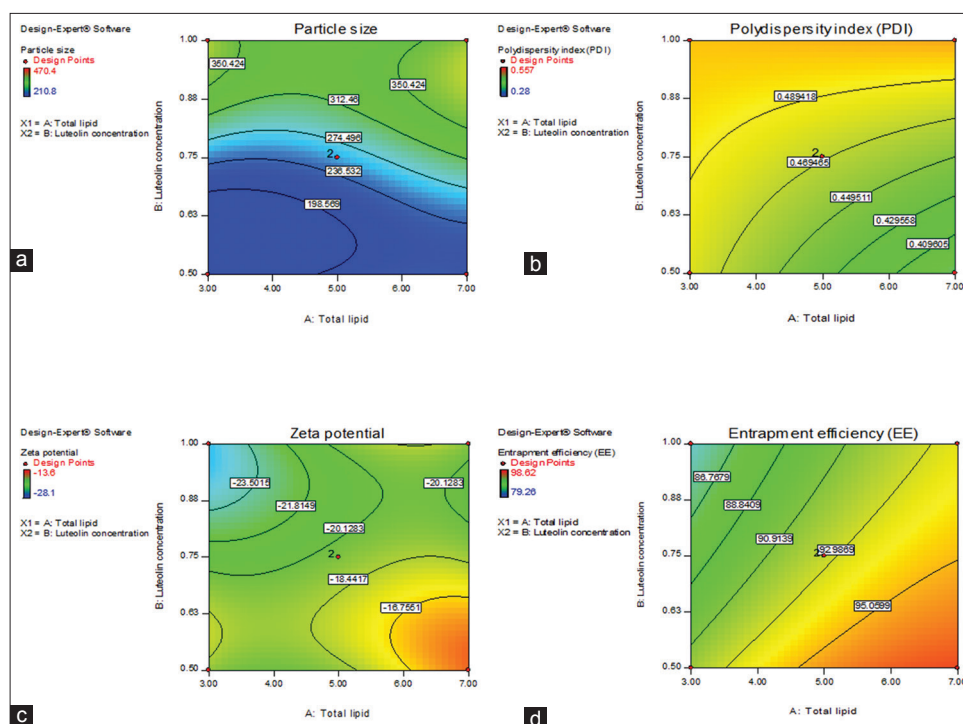 Design-Expert® Software
Particle size
Design Points
470.4
210.8
X1 = A: Total lipid
X2 = B: Luteolin concentration
Particle size
B: Luteolin concentration
1.00
0.88
0.75
0.63
0.50
350.424
350.424
312.46
274.496
2
236.532
198.569
3.00 4.00 5.00 6.00 7.00
A: Total lipid
a
Design-Expert® Software
Polydispersity index (PDI)
Design Points
0.557
0.28
X1 = A: Total lipid
X2 = B: Luteolin concentration
Polydispersity index (PDI)
B: Luteolin concentration
1.00
0.88
0.75
0.63
0.50
0.489418
2
0.469465
0.449511
0.429558
0.409605
3.00 4.00 5.00 6.00 7.00
A: Total lipid
b
Design-Expert® Software
Zeta potential
Design Points
-13.6
-28.1
X1 = A: Total lipid
X2 = B: Luteolin concentration
Zeta potential
B: Luteolin concentration
1.00
0.88
0.75
0.63
0.50
-23.5015
-20.1283
-21.8149
-20.1283
2
-18.4417
-16.7551
3.00 4.00 5.00 6.00 7.00
A: Total lipid
c
Design-Expert® Software
Entrapment efficiency (EE)
Design Points
98.62
79.26
X1 = A: Total lipid
X2 = B: Luteolin concentration
Entrapment efficiency (EE)
B: Luteolin concentration
1.00
0.88
0.75
0.63
0.50
86.7679
88.8409
90.9139
2
92.9869
95.0599
3.00 4.00 5.00 6.00 7.00
A: Total lipid
d